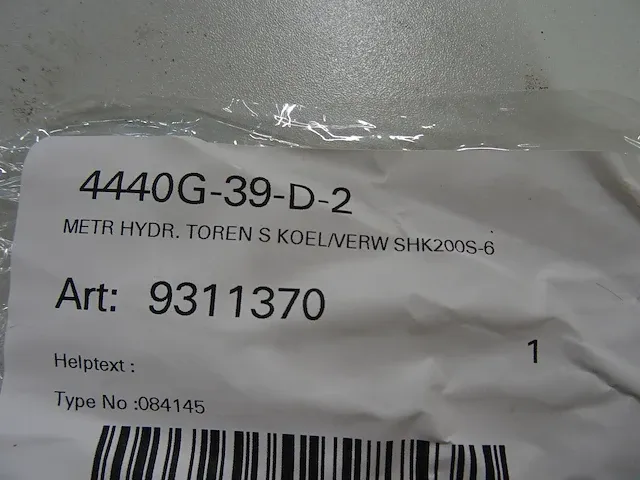 4440G-39-D-2
METR HYDR. TOREN S KOEL/VERW SHK200S-6
Art: 9311370
1
Helptext :
Type No :084145